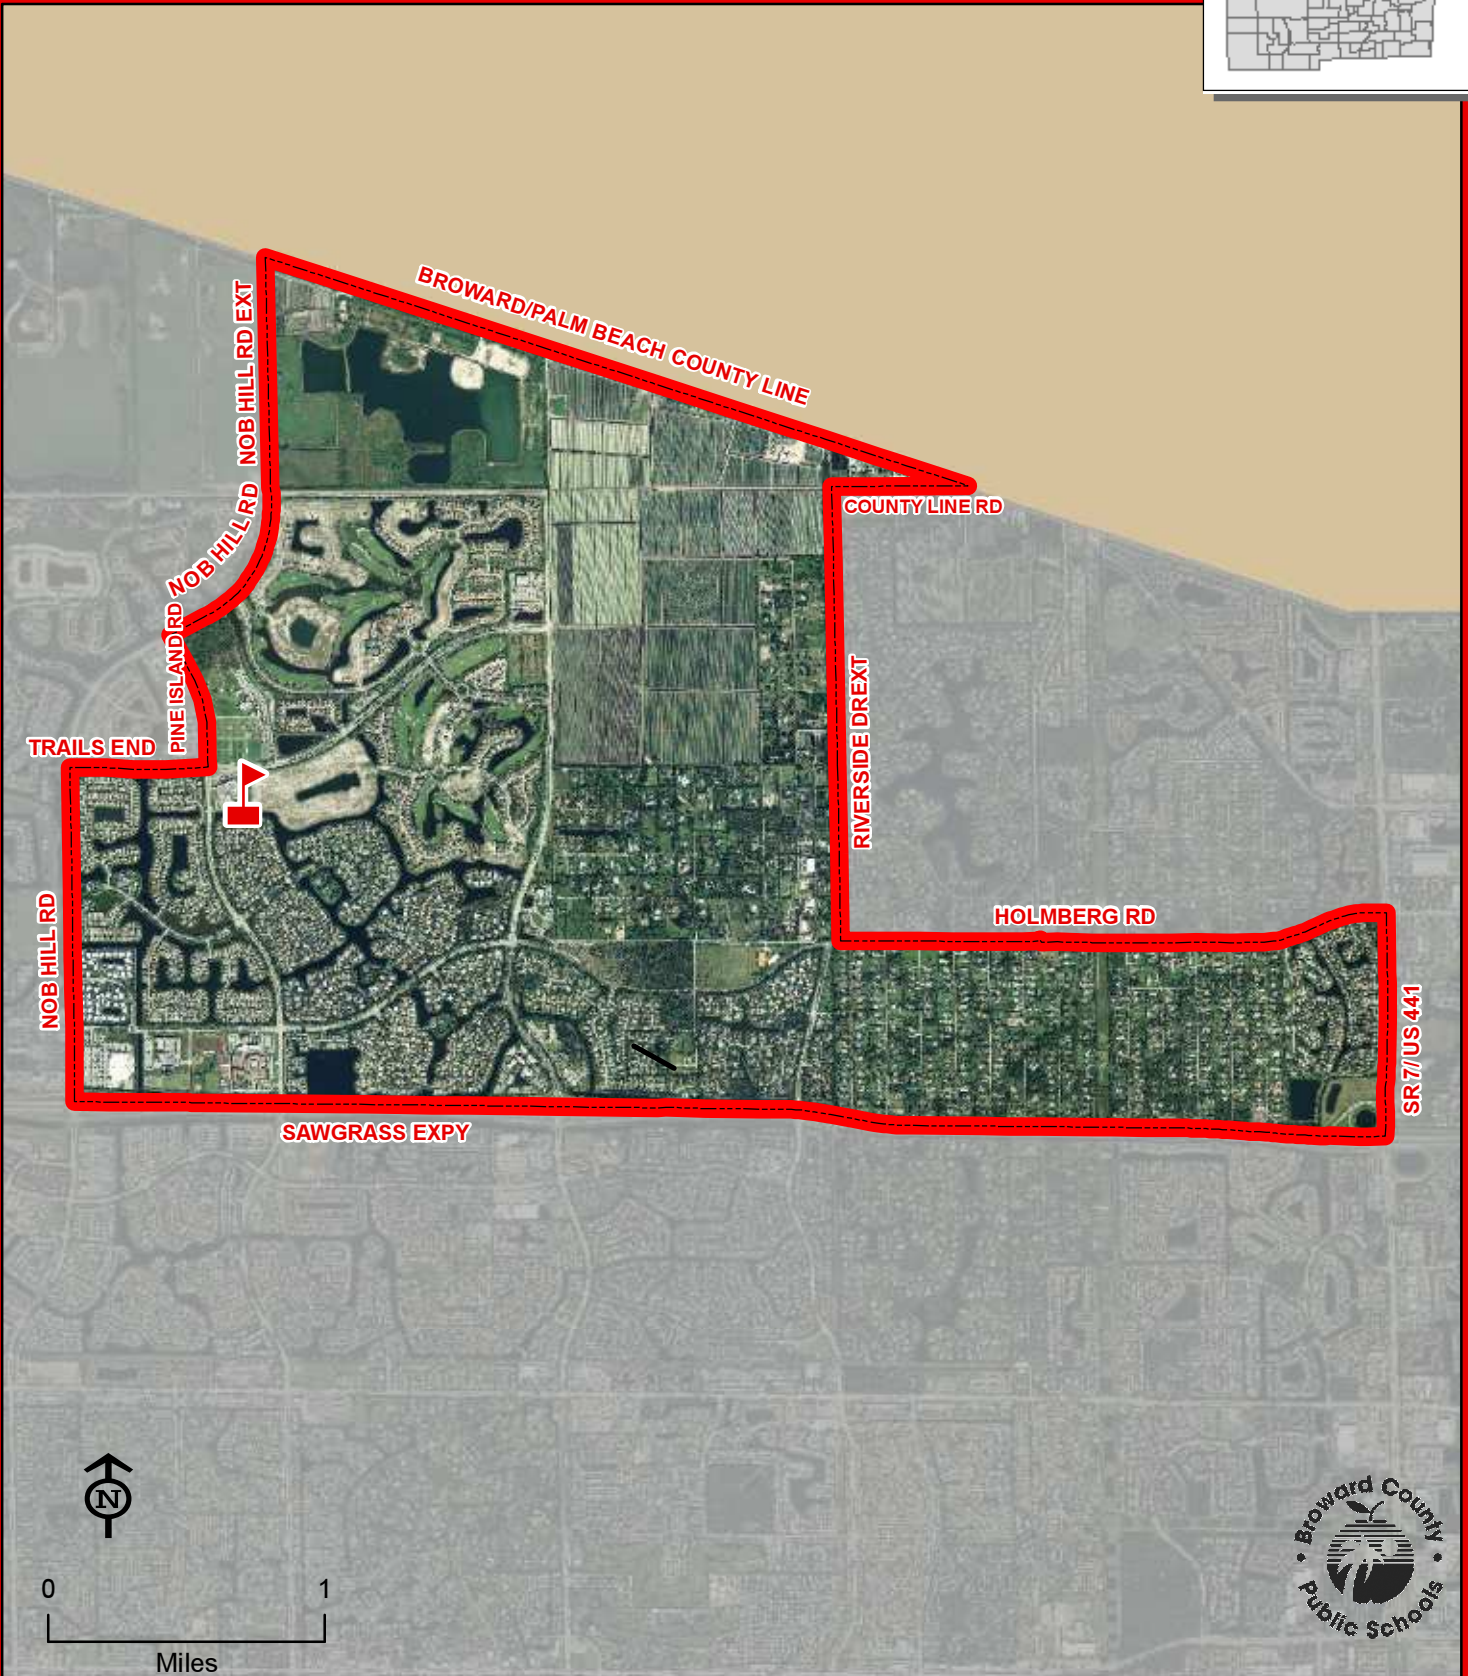 BROWARD/PALM BEACH COUNTY LINE
NOB HILL RD EXT
COUNTY LINE RD
NOB HILL RD
PINE ISLAND RD
RIVERSIDE DREXT
TRAILS END
HOLMBERG RD
NOB HILL RD
SR 7/ US 441
SAWGRASS EXPY
N
0 1
Miles
Broward County
Public Schools